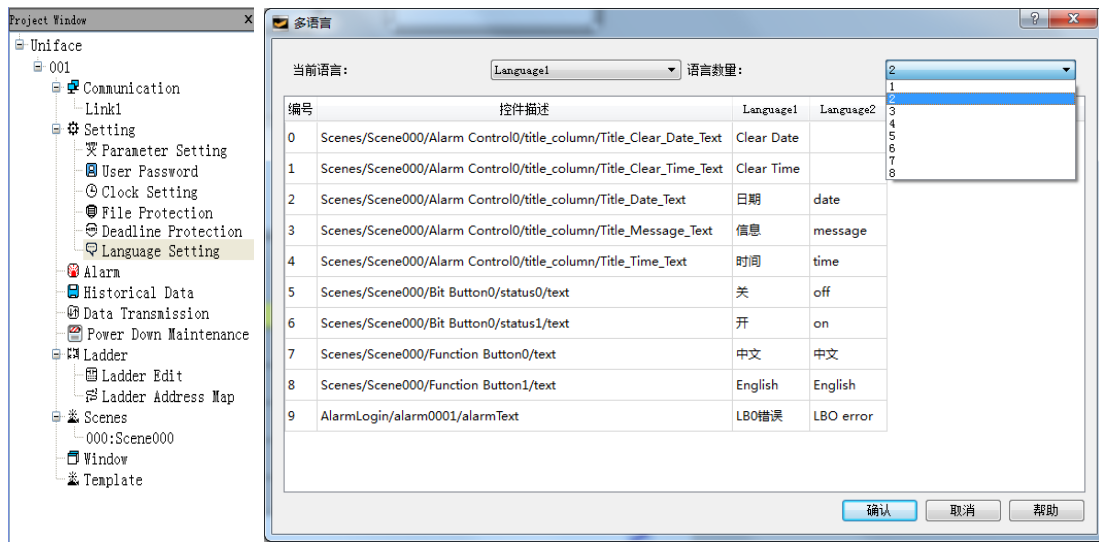 Project Window X
Uniface
001
Communication
Link1
Setting
Parameter Setting
User Password
Clock Setting
File Protection
Deadline Protection
Language Setting
Alarm
Historical Data
Data Transmission
Power Down Maintenance
Ladder
Ladder Edit
Ladder Address Map
Scenes
000:Scene000
Window
Template
多语言
当前语言: Language1 语言数量: 2
1
2
3
4
5
6
7
8
编号 控件描述 Language1 Language2
0 Scenes/Scene000/Alarm Control0/title_column/Title_Clear_Date_Text Clear Date
1 Scenes/Scene000/Alarm Control0/title_column/Title_Clear_Time_Text Clear Time
2 Scenes/Scene000/Alarm Control0/title_column/Title_Date_Text 日期 date
3 Scenes/Scene000/Alarm Control0/title_column/Title_Message_Text 信息 message
4 Scenes/Scene000/Alarm Control0/title_column/Title_Time_Text 时间 time
5 Scenes/Scene000/Bit Button0/status0/text 关 off
6 Scenes/Scene000/Bit Button0/status1/text 开 on
7 Scenes/Scene000/Function Button0/text 中文 中文
8 Scenes/Scene000/Function Button1/text English English
9 AlarmLogin/alarm0001/alarmText LB0错误 LBO error
确认 取消 帮助